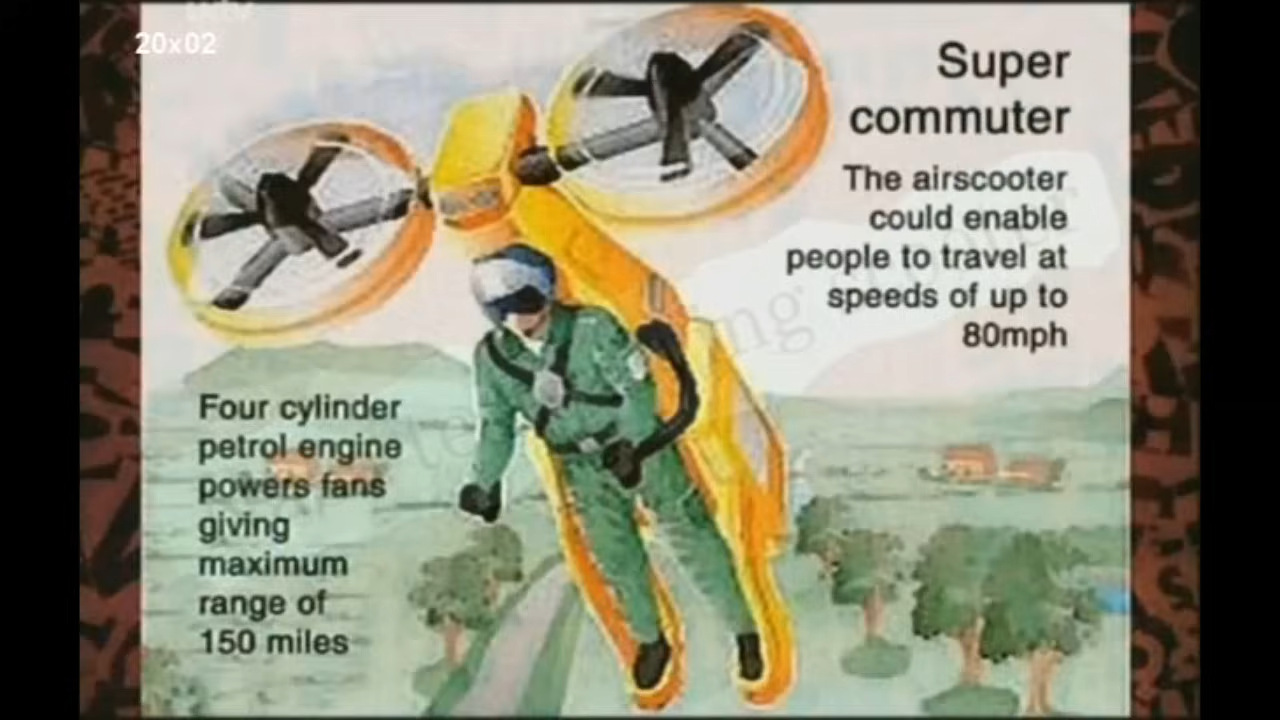 20x02
Super
commuter
The airscooter
could enable
people to travel at
speeds of up to
80mph
Four cylinder
petrol engine
powers fans
giving
maximum
range of
150 miles